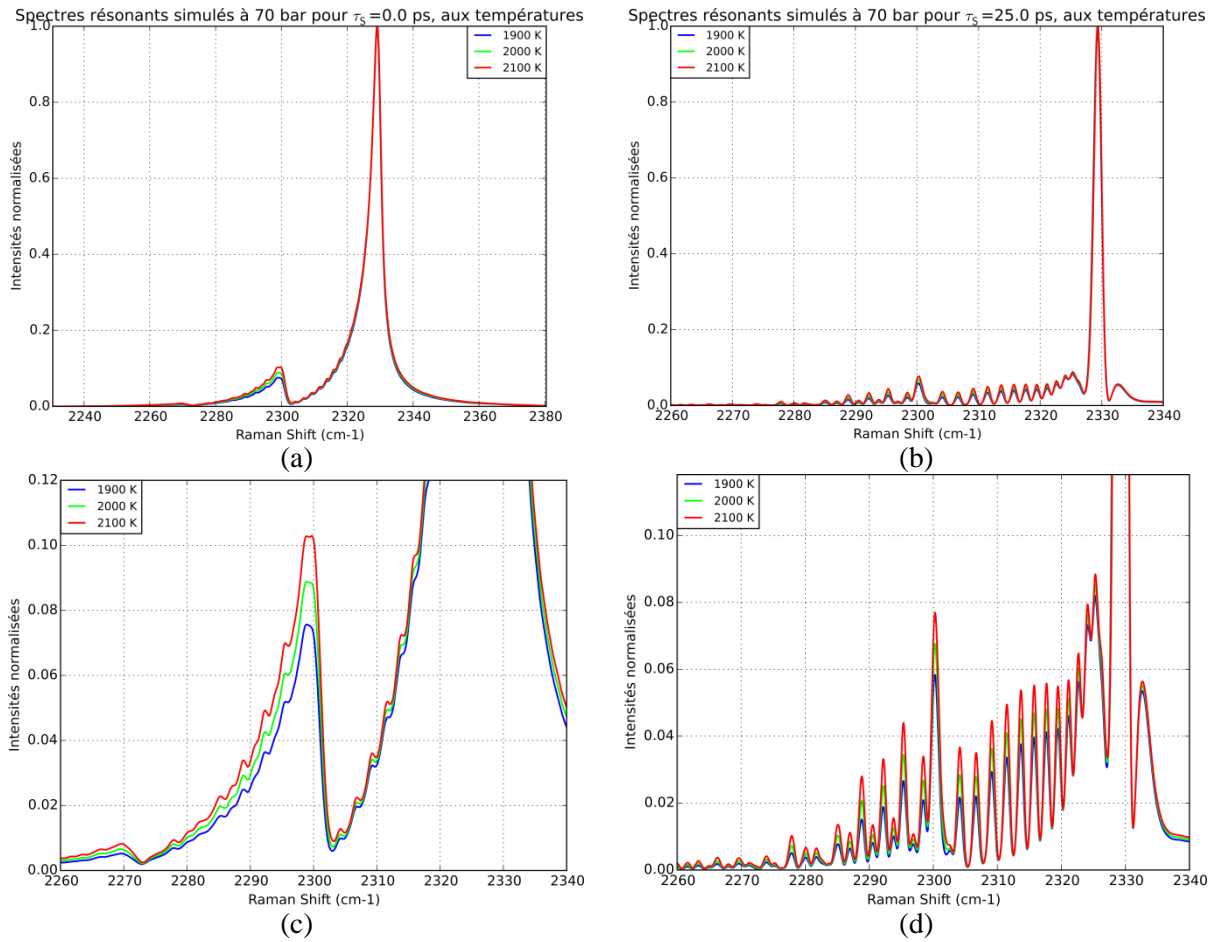 Spectres résonants simulés à 70 bar pour τS =0.0 ps, aux températures
1.0
0.8
0.6
0.4
0.2
0.0
Intensités normalisées
1900 K
2000 K
2100 K
2240 2260 2280 2300 2320 2340 2360 2380
Raman Shift (cm-1)
(a)
Spectres résonants simulés à 70 bar pour τS =25.0 ps, aux températures
1.0
0.8
0.6
0.4
0.2
0.0
Intensités normalisées
1900 K
2000 K
2100 K
2260 2270 2280 2290 2300 2310 2320 2330 2340
Raman Shift (cm-1)
(b)
0.12
0.10
0.08
0.06
0.04
0.02
0.00
Intensités normalisées
1900 K
2000 K
2100 K
2260 2270 2280 2290 2300 2310 2320 2330 2340
Raman Shift (cm-1)
(c)
0.10
0.08
0.06
0.04
0.02
0.00
Intensités normalisées
1900 K
2000 K
2100 K
2260 2270 2280 2290 2300 2310 2320 2330 2340
Raman Shift (cm-1)
(d)